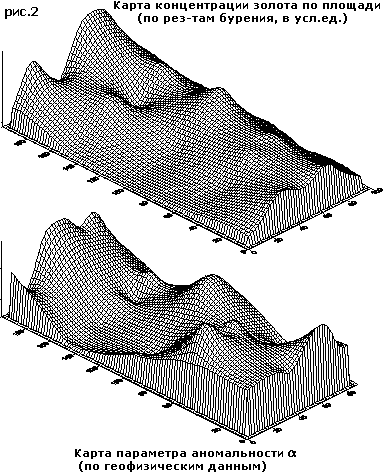 рис.2
Карта концентрации золота по площади
(по рез-там бурения, в усл.ед.)
Карта параметра аномальности α
(по геофизическим данным)